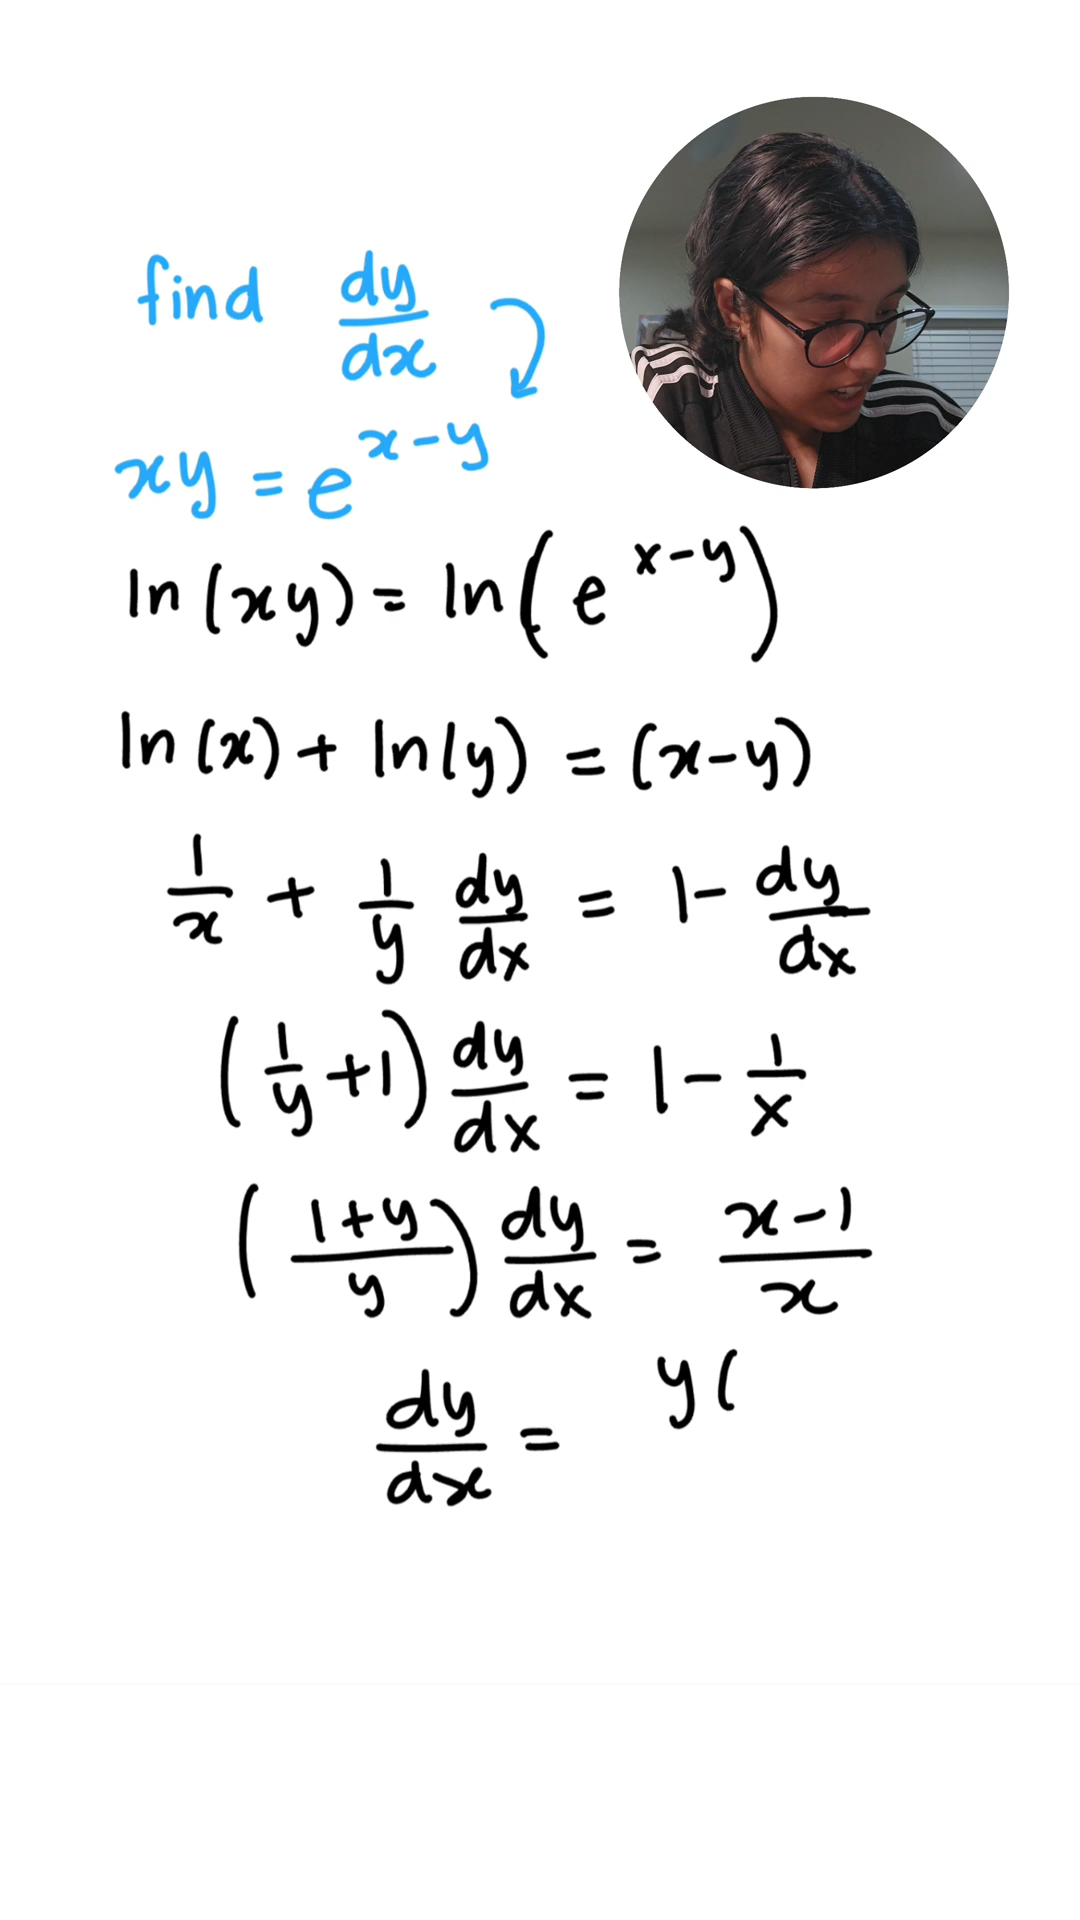 find dy/dx
xy = e^(x-y)
ln(xy) = ln(e^(x-y))
ln(x) + ln(y) = (x-y)
1/x + 1/y dy/dx = 1 - dy/dx
(1/y + 1) dy/dx = 1 - 1/x
((1+y)/y) dy/dx = (x-1)/x
dy/dx = y(